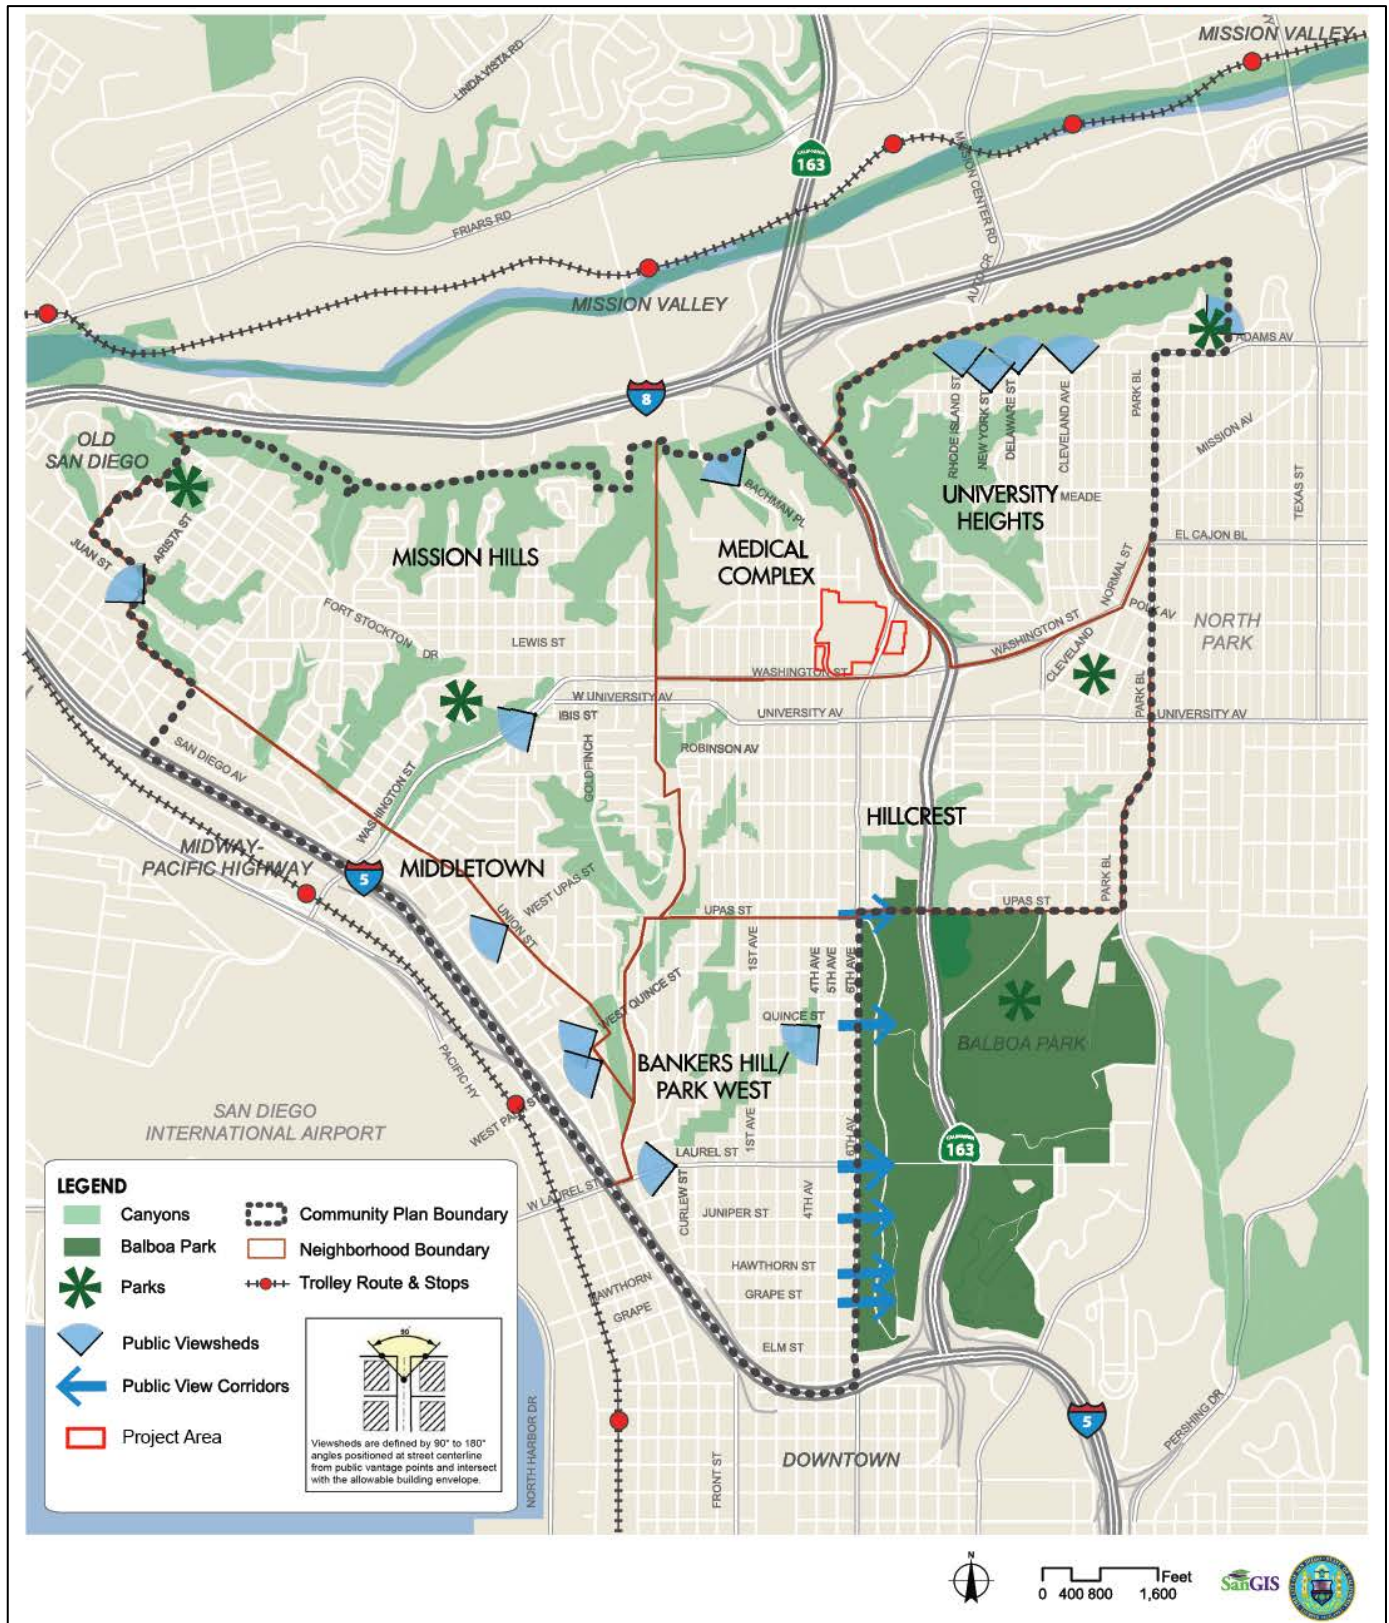 MISSION VALLEY
LINDA VISTA RD
CALIFORNIA
163
MISSION CENTER RD
FRIARS RD
AUTO CR
MISSION VALLEY
ADAMS AV
8
PARK BL
RHODE ISLAND ST
NEW YORK ST
DELAWARE ST
CLEVELAND AVE
MISSION AV
OLD
SAN DIEGO
TEXAS ST
BACHMAN PL
UNIVERSITY
HEIGHTS
MEADE
ARISTA ST
JUAN ST
MISSION HILLS
MEDICAL
COMPLEX
EL CAJON BL
NORMAL ST
POLK AV
FORT STOCKTON
DR
LEWIS ST
WASHINGTON ST
NORTH
PARK
CLEVELAND
WASHINGTON ST
W UNIVERSITY AV
IBIS ST
UNIVERSITY AV
PARK BL
UNIVERSITY AV
SAN DIEGO AV
GOLDFINCH
ROBINSON AV
WASHINGTON ST
HILLCREST
MIDWAY-
PACIFIC HIGHWAY
5
MIDDLETOWN
WEST UPAS ST
PARK BL
UNION ST
UPAS ST
UPAS ST
1ST AVE
4TH AVE
5TH AVE
6TH AVE
WEST QUINCE ST
QUINCE ST
BALBOA PARK
PACIFIC HY
BANKERS HILL/
PARK WEST
SAN DIEGO
INTERNATIONAL AIRPORT
1ST AVE
6TH AV
CALIFORNIA
163
LAUREL ST
W LAUREL ST
CURLEW ST
4TH AV
JUNIPER ST
HAWTHORN ST
HAWTHORN
GRAPE ST
GRAPE
ELM ST
5
PERSHING DR
DOWNTOWN
FRONT ST
NORTH HARBOR DR
LEGEND
Canyons
Balboa Park
Parks
Public Viewsheds
Public View Corridors
Project Area
Community Plan Boundary
Neighborhood Boundary
Trolley Route & Stops
90°
Viewsheds are defined by 90° to 180°
angles positioned at street centerline
from public vantage points and intersect
with the allowable building envelope.
N
Feet
0 400 800 1,600
SanGIS